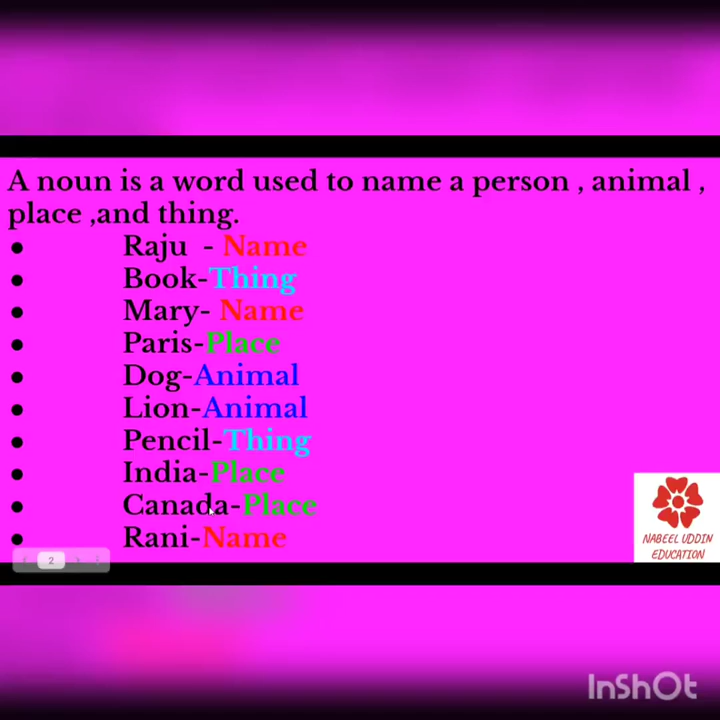 A noun is a word used to name a person , animal ,
place ,and thing.
● Raju - Name
● Book-Thing
● Mary- Name
● Paris-Place
● Dog-Animal
● Lion-Animal
● Pencil-Thing
● India-Place
● Canada-Place
● Rani-Name
2
NABEEL UDDIN
EDUCATION
InShOt